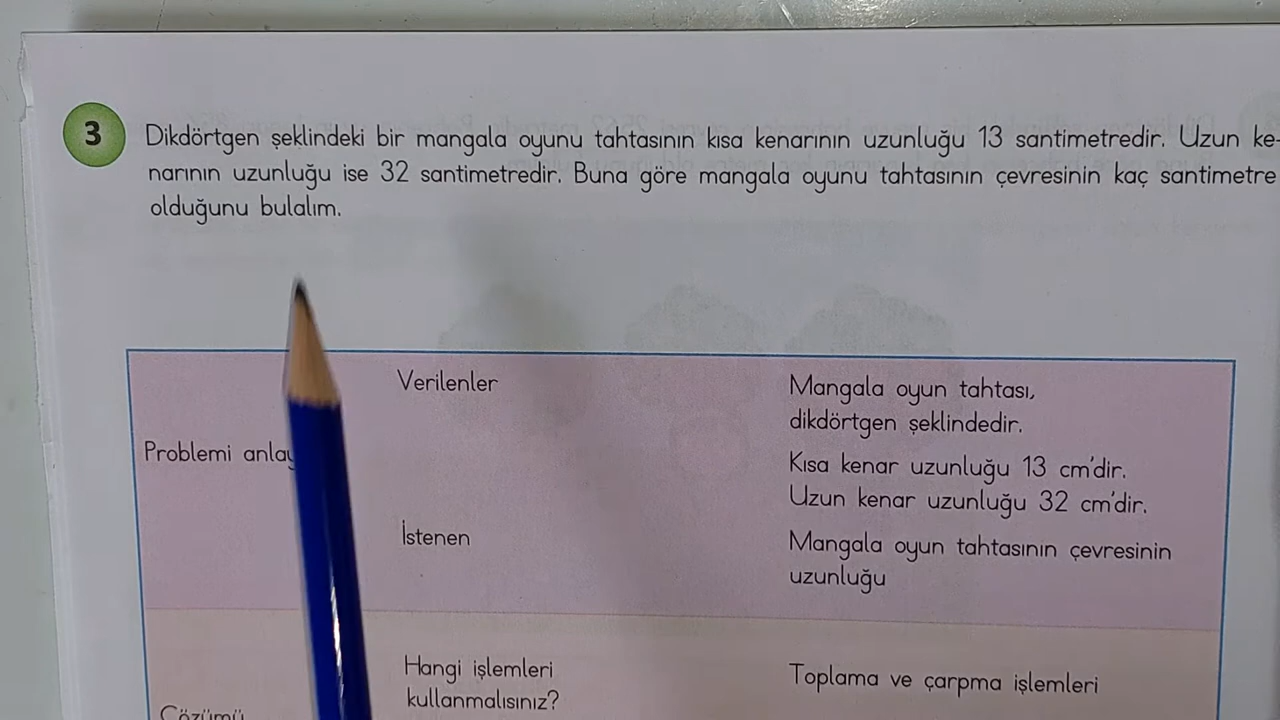 3
Dikdörtgen şeklindeki bir mangala oyunu tahtasının kısa kenarının uzunluğu 13 santimetredir. Uzun ke-
narının uzunluğu ise 32 santimetredir. Buna göre mangala oyunu tahtasının çevresinin kaç santimetre
olduğunu bulalım.
Verilenler
Mangala oyun tahtası,
dikdörtgen şeklindedir.
Problemi
Kısa kenar uzunluğu 13 cm'dir.
Uzun kenar uzunluğu 32 cm'dir.
İstenen
Mangala oyun tahtasının çevresinin
uzunluğu
Hangi işlemleri
kullanmalısınız?
Toplama ve çarpma işlemleri
Çözümü